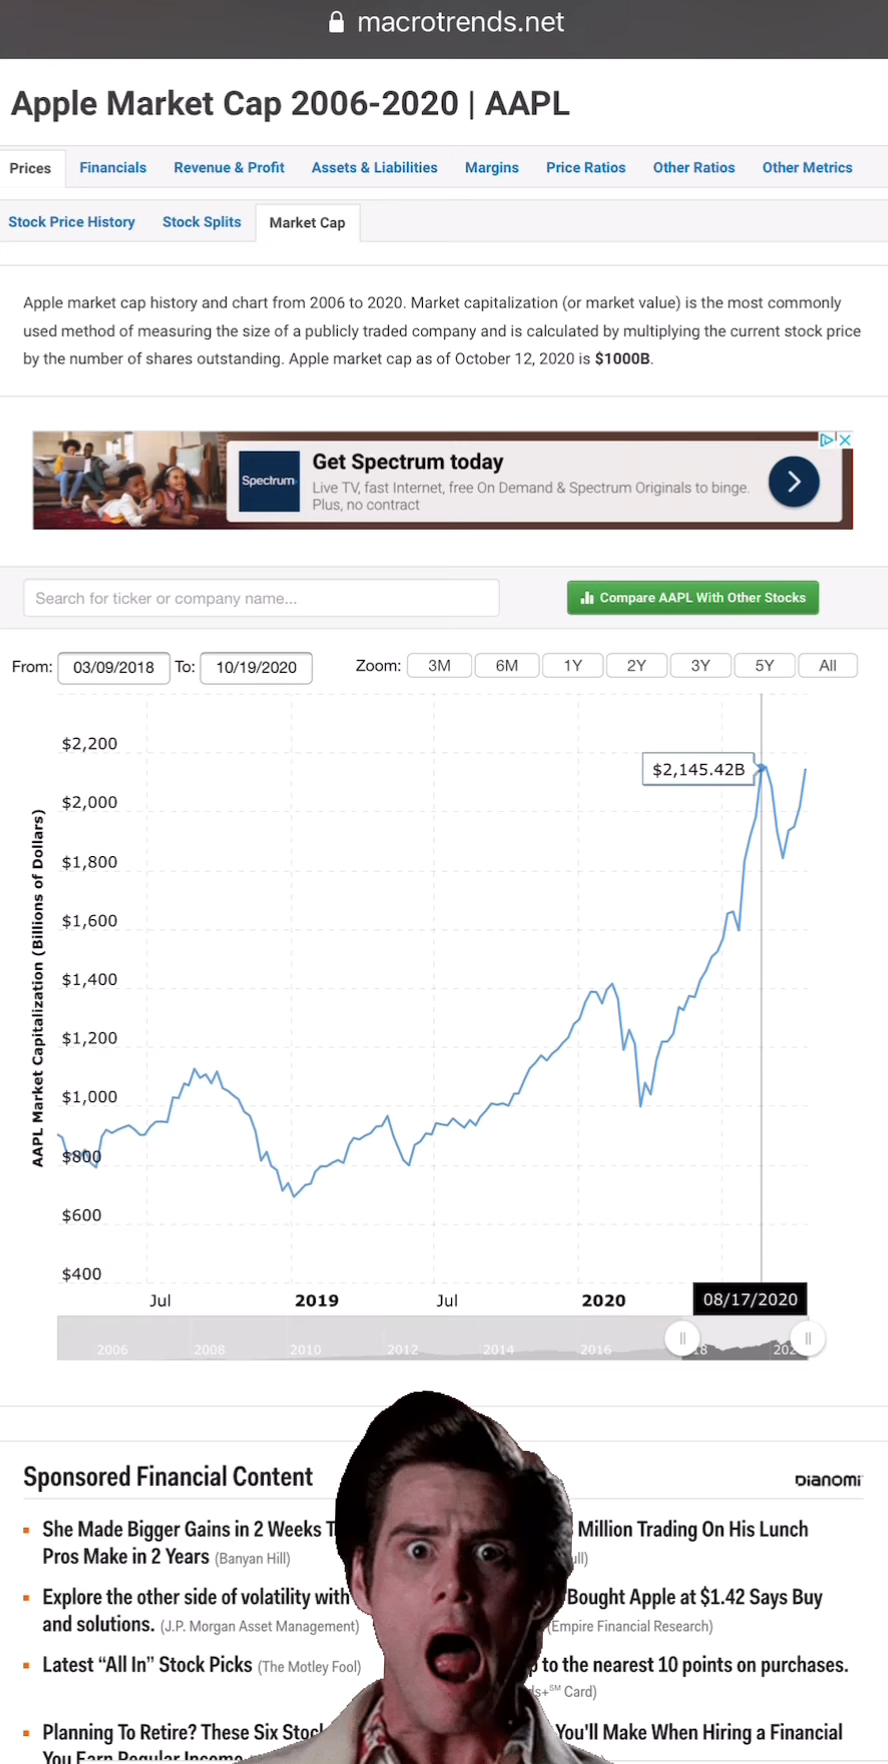 macrotrends.net
Apple Market Cap 2006-2020 | AAPL
Prices Financials Revenue & Profit Assets & Liabilities Margins Price Ratios Other Ratios Other Metrics
Stock Price History Stock Splits Market Cap
Apple market cap history and chart from 2006 to 2020. Market capitalization (or market value) is the most commonly
used method of measuring the size of a publicly traded company and is calculated by multiplying the current stock price
by the number of shares outstanding. Apple market cap as of October 12, 2020 is $1000B.
Spectrum
Get Spectrum today
Live TV, fast Internet, free On Demand & Spectrum Originals to binge.
Plus, no contract
Search for ticker or company name...
Compare AAPL With Other Stocks
From: 03/09/2018 To: 10/19/2020 Zoom: 3M 6M 1Y 2Y 3Y 5Y All
AAPL Market Capitalization (Billions of Dollars)
$2,200
$2,145.42B
$2,000
$1,800
$1,600
$1,400
$1,200
$1,000
$800
$600
$400
Jul 2019 Jul 2020 08/17/2020
2006 2008 2010 2012 2014 2016 18 202
Sponsored Financial Content
Dianomi
She Made Bigger Gains in 2 Weeks T
Pros Make in 2 Years (Banyan Hill)
Explore the other side of volatility with
and solutions. (J.P. Morgan Asset Management)
Latest “All In” Stock Picks (The Motley Fool)
Planning To Retire? These Six Stocks
You Earn Regular Income
Million Trading On His Lunch
ull)
Bought Apple at $1.42 Says Buy
(Empire Financial Research)
to the nearest 10 points on purchases.
ds+SM Card)
You'll Make When Hiring a Financial